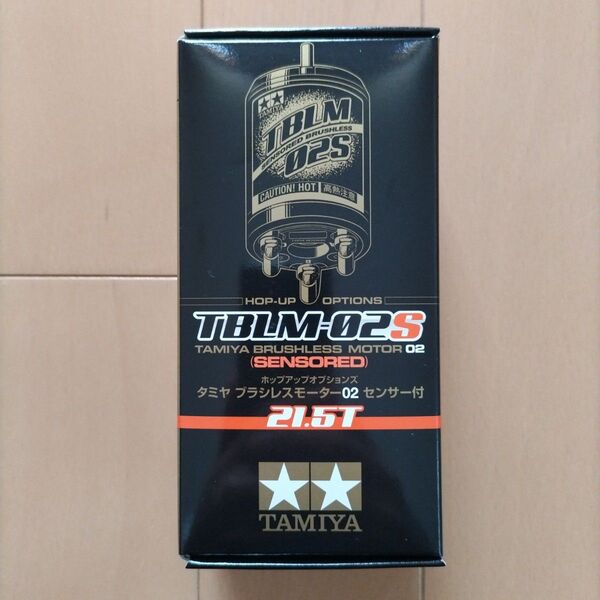 TAMIYA
TBLM
SENSORED BRUSHLESS
02S
CAUTION! HOT 高熱注意
HOP-UP OPTIONS
TBLM-02S
TAMIYA BRUSHLESS MOTOR 02
(SENSORED)
ホップアップオプションズ
タミヤ ブラシレスモーター02 センサー付
21.5T
TAMIYA